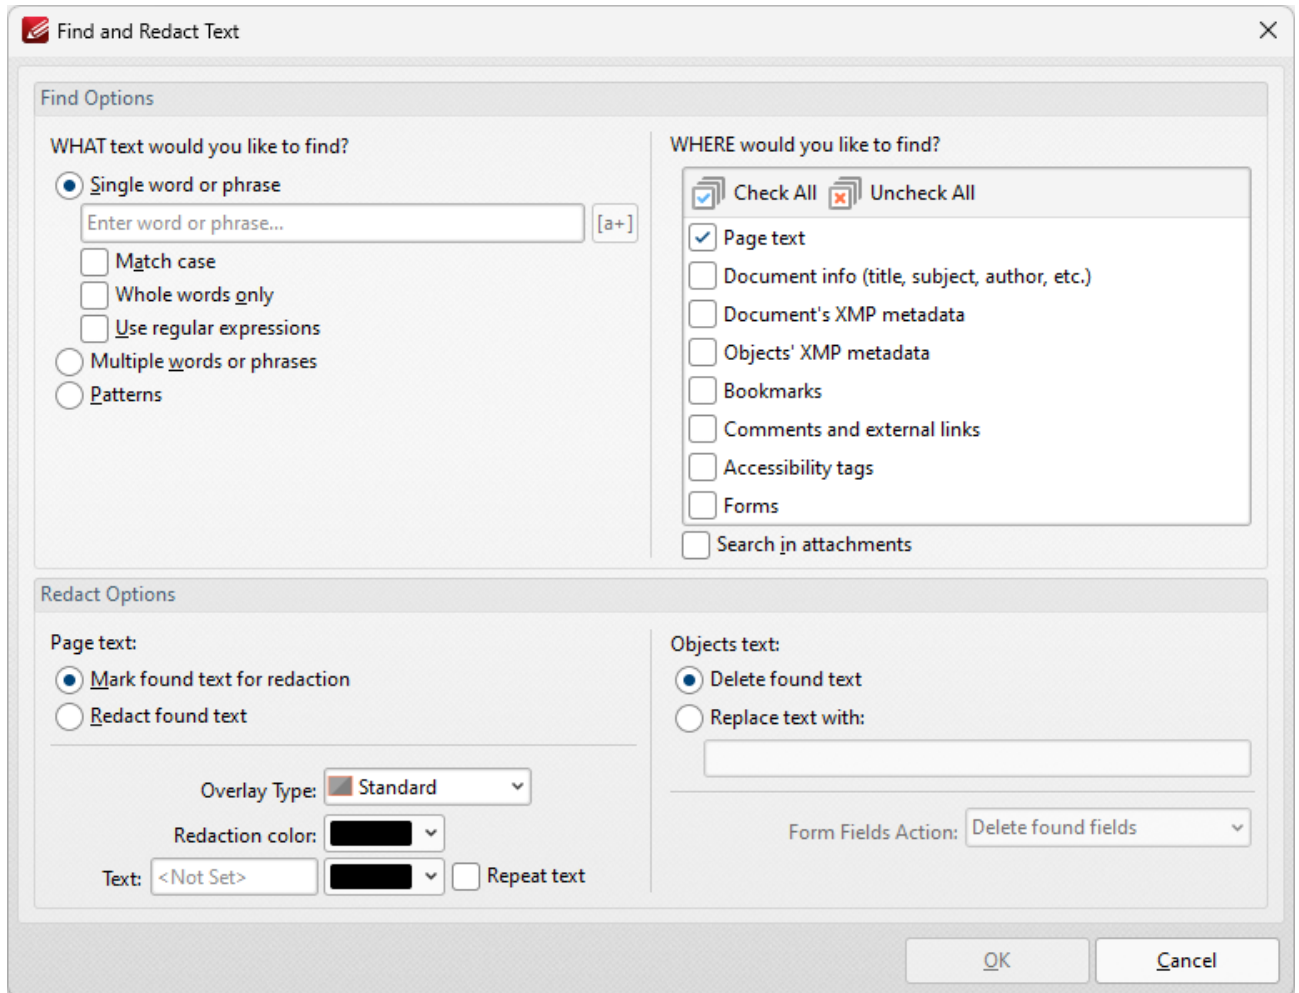 Find and Redact Text
Find Options
WHAT text would you like to find?
Single word or phrase
Enter word or phrase...
[a+]
Match case
Whole words only
Use regular expressions
Multiple words or phrases
Patterns
WHERE would you like to find?
Check All Uncheck All
Page text
Document info (title, subject, author, etc.)
Document's XMP metadata
Objects' XMP metadata
Bookmarks
Comments and external links
Accessibility tags
Forms
Search in attachments
Redact Options
Page text:
Mark found text for redaction
Redact found text
Overlay Type: Standard
Redaction color:
Text: <Not Set> Repeat text
Objects text:
Delete found text
Replace text with:
Form Fields Action: Delete found fields
OK Cancel